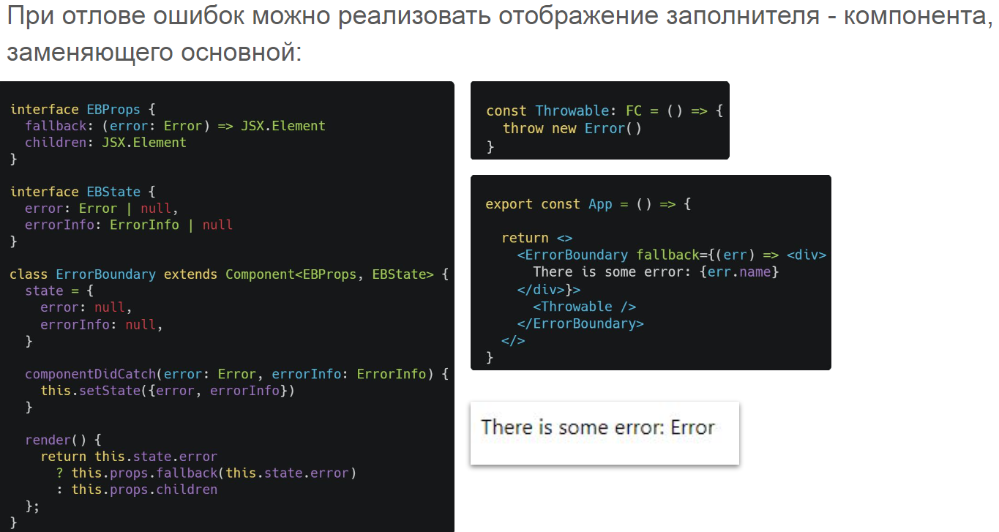 При отлове ошибок можно реализовать отображение заполнителя - компонента,
заменяющего основной:
interface EBProps {
  fallback: (error: Error) => JSX.Element
  children: JSX.Element
}
interface EBState {
  error: Error | null,
  errorInfo: ErrorInfo | null
}
class ErrorBoundary extends Component<EBProps, EBState> {
  state = {
    error: null,
    errorInfo: null,
  }
  componentDidCatch(error: Error, errorInfo: ErrorInfo) {
    this.setState({error, errorInfo})
  }
  render() {
    return this.state.error
      ? this.props.fallback(this.state.error)
      : this.props.children
  };
}
const Throwable: FC = () => {
  throw new Error()
}
export const App = () => {
  return <>
    <ErrorBoundary fallback={(err) => <div>
      There is some error: {err.name}
    </div>}>
      <Throwable />
    </ErrorBoundary>
  </>
}
There is some error: Error